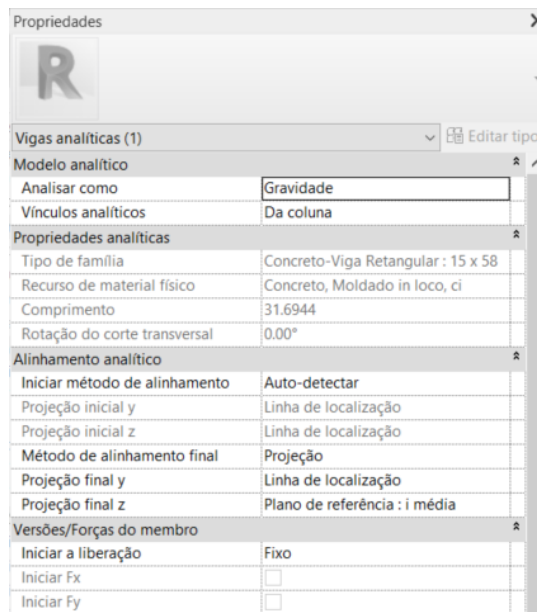 Propriedades
R
Vigas analíticas (1) Editar tipo
Modelo analítico
Analisar como Gravidade
Vínculos analíticos Da coluna
Propriedades analíticas
Tipo de família Concreto-Viga Retangular : 15 x 58
Recurso de material físico Concreto, Moldado in loco, ci
Comprimento 31.6944
Rotação do corte transversal 0.00°
Alinhamento analítico
Iniciar método de alinhamento Auto-detectar
Projeção inicial y Linha de localização
Projeção inicial z Linha de localização
Método de alinhamento final Projeção
Projeção final y Linha de localização
Projeção final z Plano de referência : i média
Versões/Forças do membro
Iniciar a liberação Fixo
Iniciar Fx
Iniciar Fy